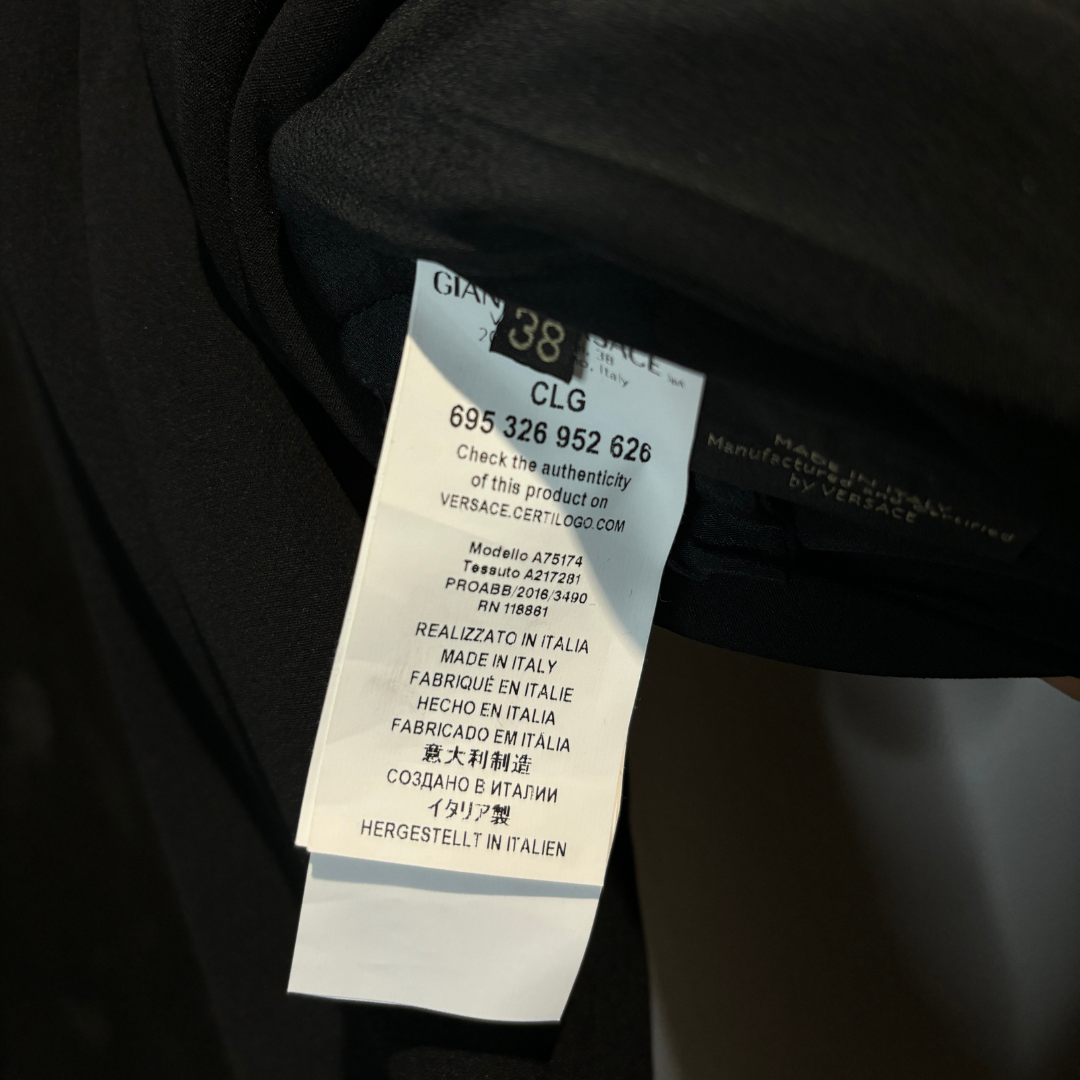 38
CLG
695 326 952 626
Check the authenticity
of this product on
VERSACE.CERTILOGO.COM
Modello A75174
Tessuto A217281
PROABB/2016/3490
RN 118861
REALIZZATO IN ITALIA
MADE IN ITALY
FABRIQUÉ EN ITALIE
HECHO EN ITALIA
FABRICADO EM ITÁLIA
意大利制造
СОЗДАНО В ИТАЛИИ
イタリア製
HERGESTELLT IN ITALIEN
MADE IN ITALY
Manufactured
by VERSACE